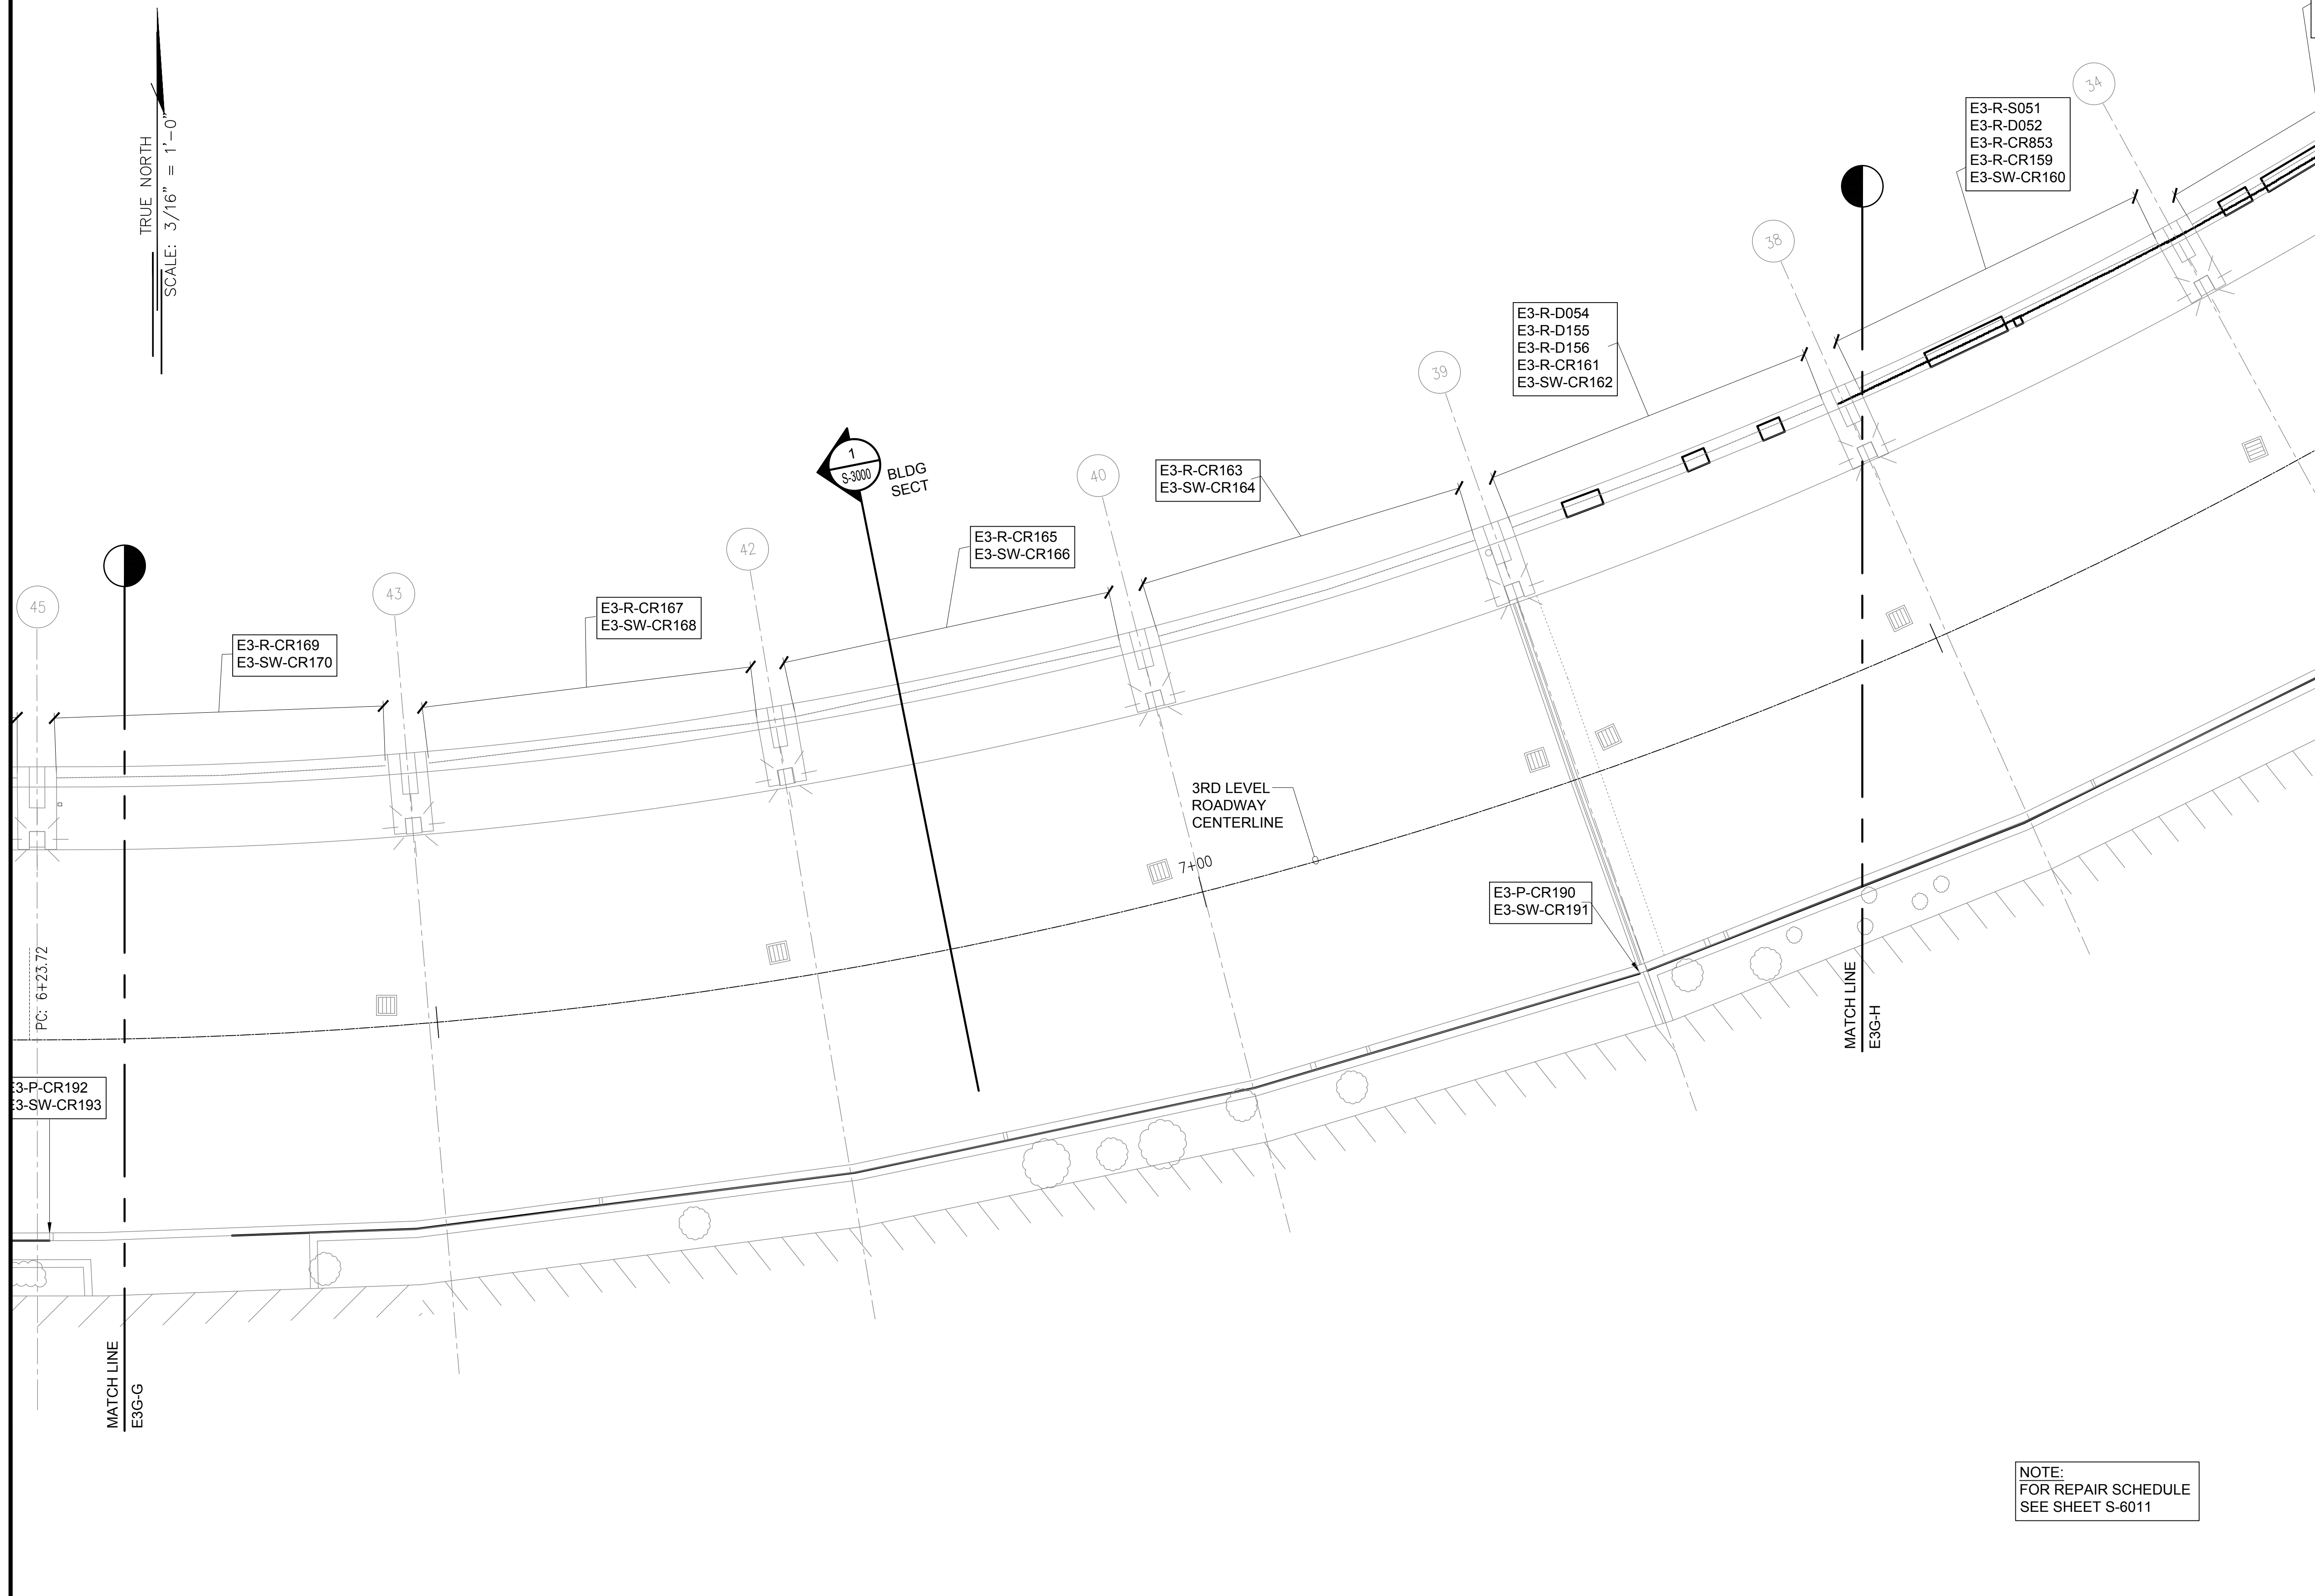 TRUE NORTH
SCALE: 3/16" = 1'-0"
34
E3-R-S051
E3-R-D052
E3-R-CR853
E3-R-CR159
E3-SW-CR160
38
E3-R-D054
E3-R-D155
E3-R-D156
E3-R-CR161
E3-SW-CR162
39
1
S-3000
BLDG
SECT
40
E3-R-CR163
E3-SW-CR164
42
E3-R-CR165
E3-SW-CR166
45
43
E3-R-CR167
E3-SW-CR168
E3-R-CR169
E3-SW-CR170
3RD LEVEL
ROADWAY
CENTERLINE
7+00
E3-P-CR190
E3-SW-CR191
PC: 6+23.72
MATCH LINE
E3G-H
E3-P-CR192
E3-SW-CR193
MATCH LINE
E3G-G
NOTE:
FOR REPAIR SCHEDULE
SEE SHEET S-6011